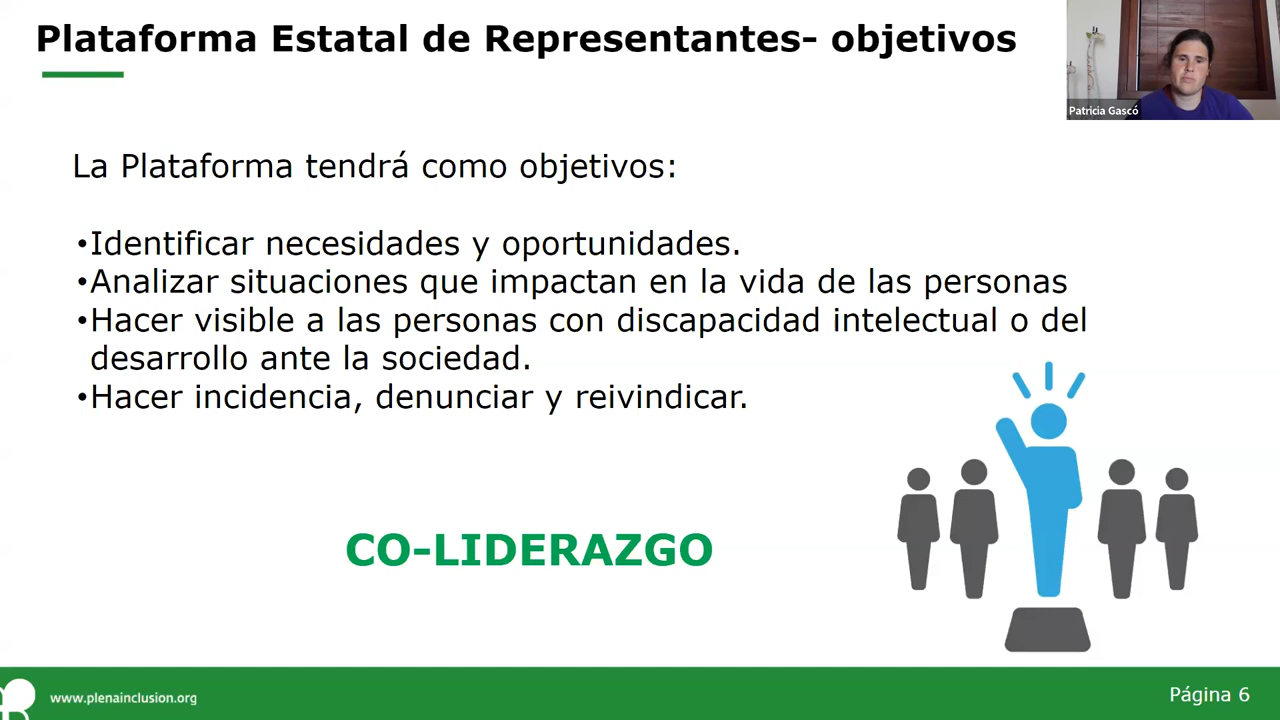 Plataforma Estatal de Representantes- objetivos
Patricia Gascó
La Plataforma tendrá como objetivos:
•Identificar necesidades y oportunidades.
•Analizar situaciones que impactan en la vida de las personas
•Hacer visible a las personas con discapacidad intelectual o del
desarrollo ante la sociedad.
•Hacer incidencia, denunciar y reivindicar.
CO-LIDERAZGO
www.plenainclusion.org
Página 6